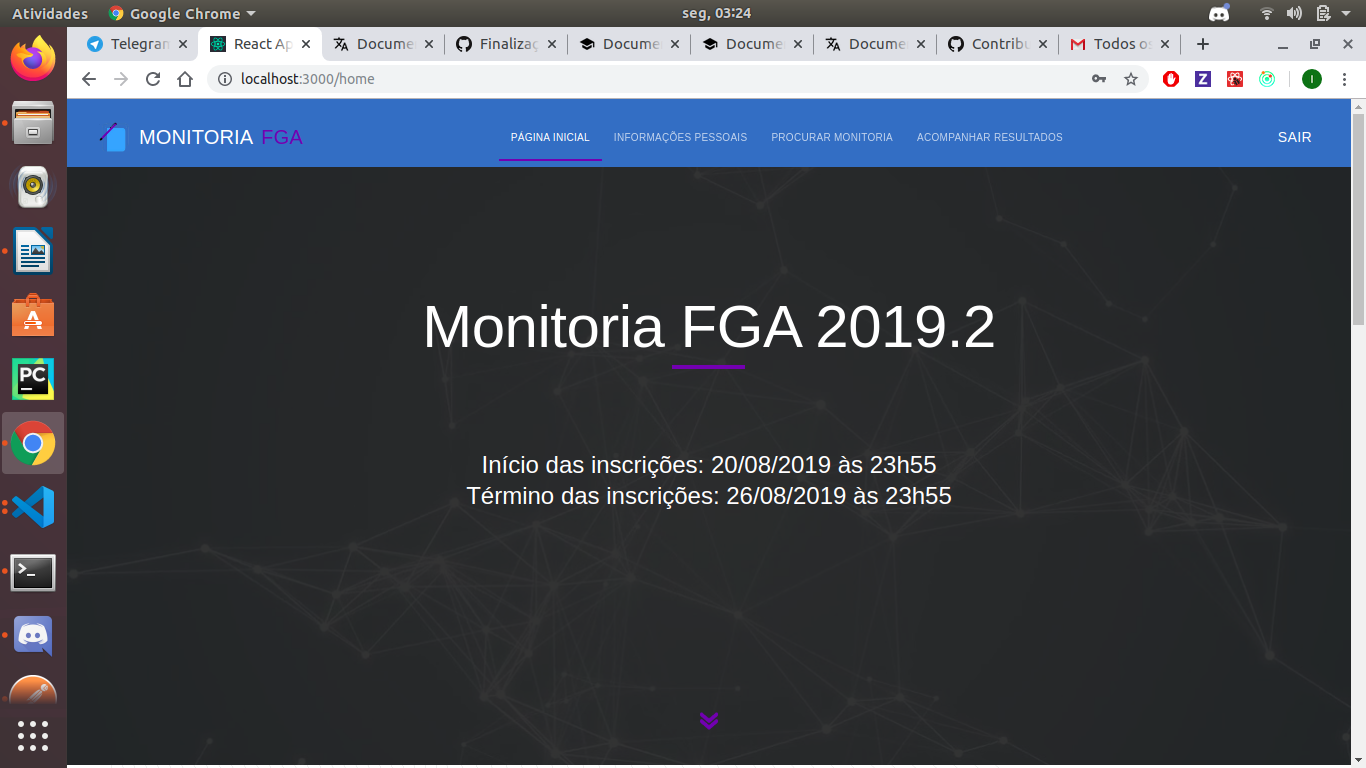 Atividades Google Chrome seg, 03:24
Telegram React Ap Docume Finalizaç Docume Docume Docume Contribu Todos os
localhost:3000/home I
MONITORIA FGA PÁGINA INICIAL INFORMAÇÕES PESSOAIS PROCURAR MONITORIA ACOMPANHAR RESULTADOS SAIR
Monitoria FGA 2019.2
Início das inscrições: 20/08/2019 às 23h55
Término das inscrições: 26/08/2019 às 23h55
PC